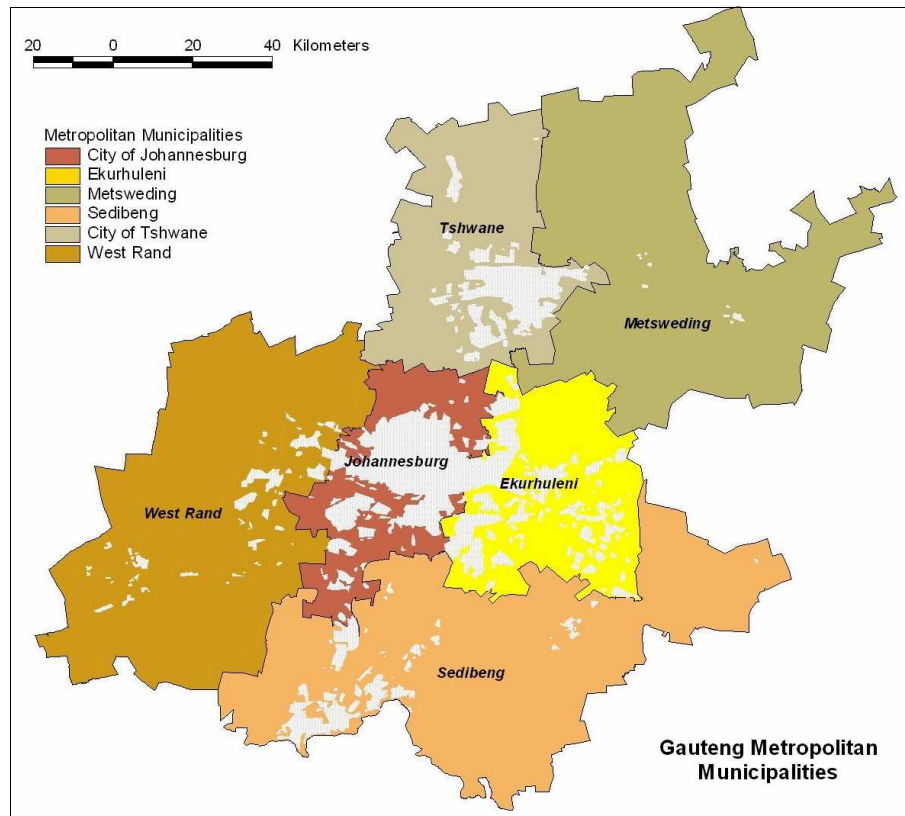 20 0 20 40 Kilometers
Metropolitan Municipalities
City of Johannesburg
Ekurhuleni
Metsweding
Sedibeng
City of Tshwane
West Rand
Tshwane
Metsweding
Johannesburg
Ekurhuleni
West Rand
Sedibeng
Gauteng Metropolitan
Municipalities